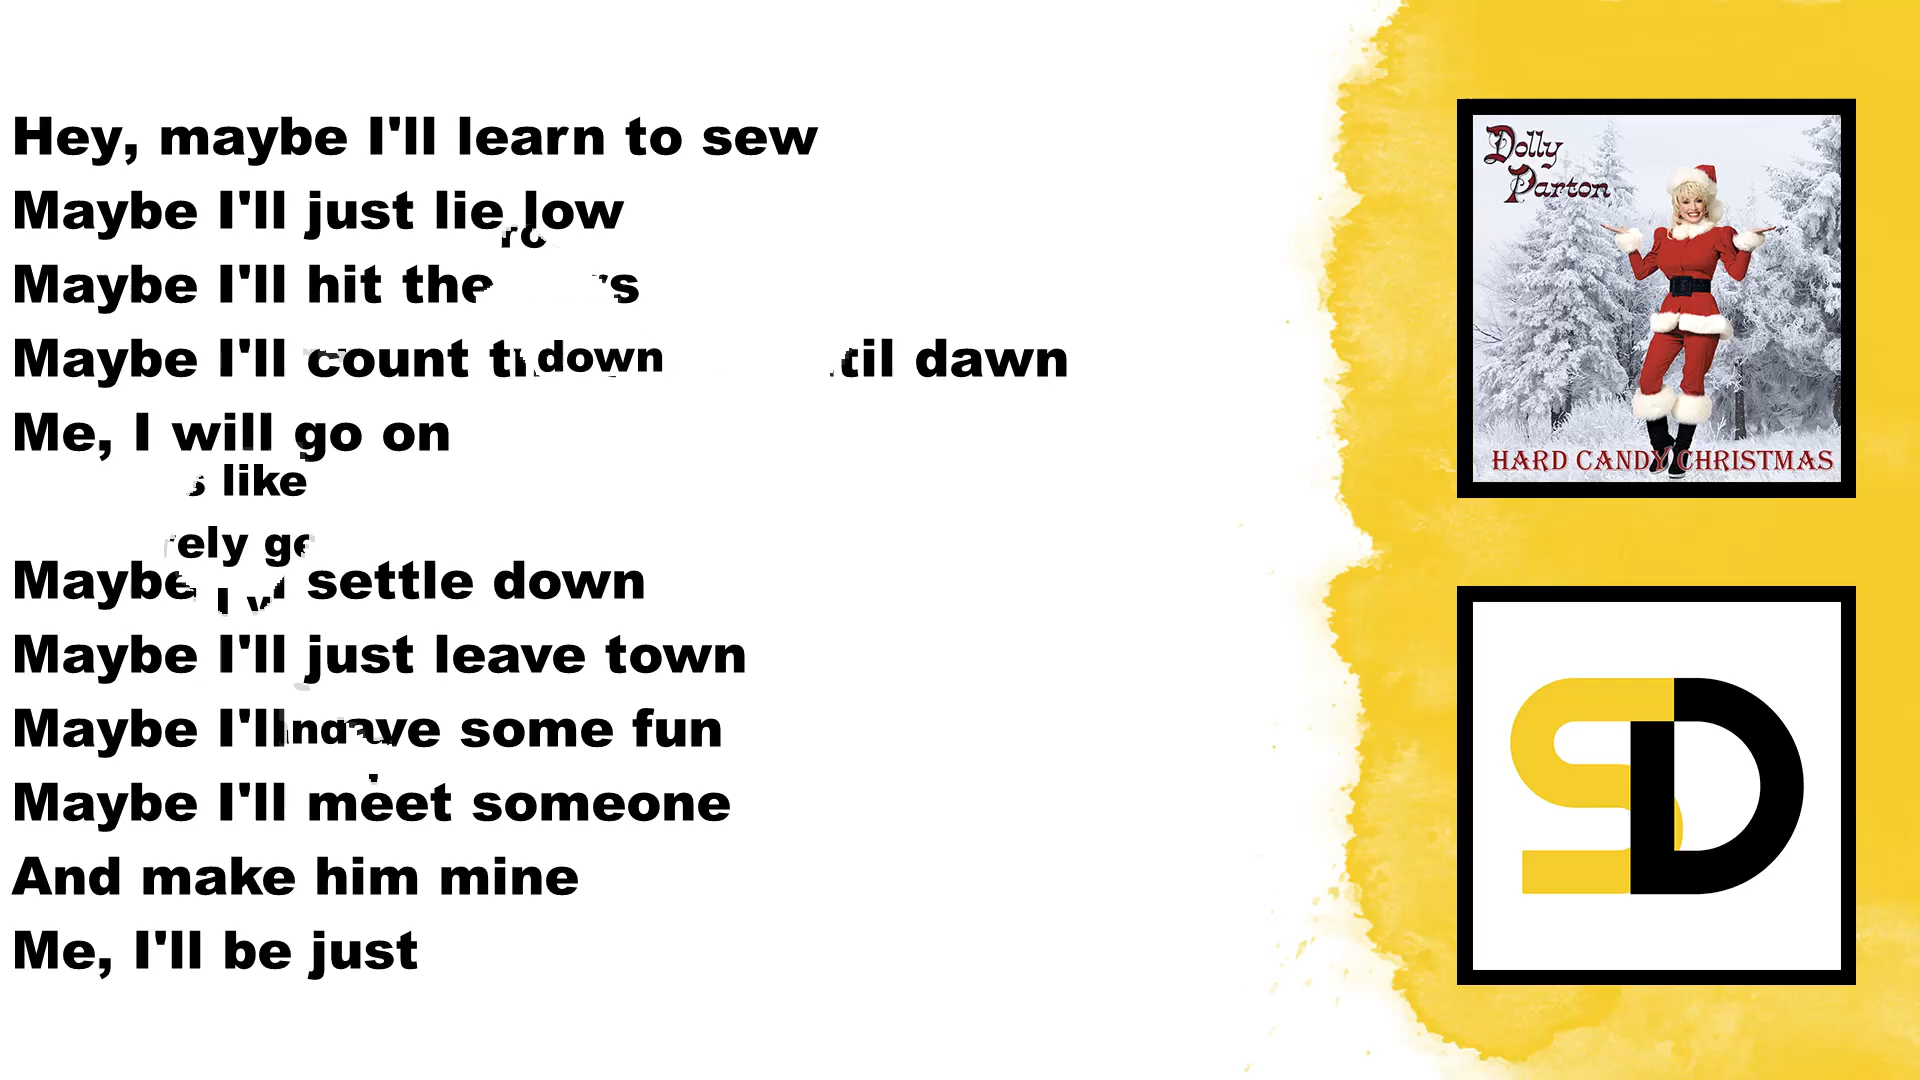 Hey, maybe I'll learn to sew
Maybe I'll just lie low
Maybe I'll hit the
Maybe I'll count down dawn
Me, I will go on
like
Maybe settle down
Maybe I'll just leave town
Maybe I'll some fun
Maybe I'll meet someone
And make him mine
Me, I'll be just
Dolly
Parton
HARD CANDY CHRISTMAS
SD